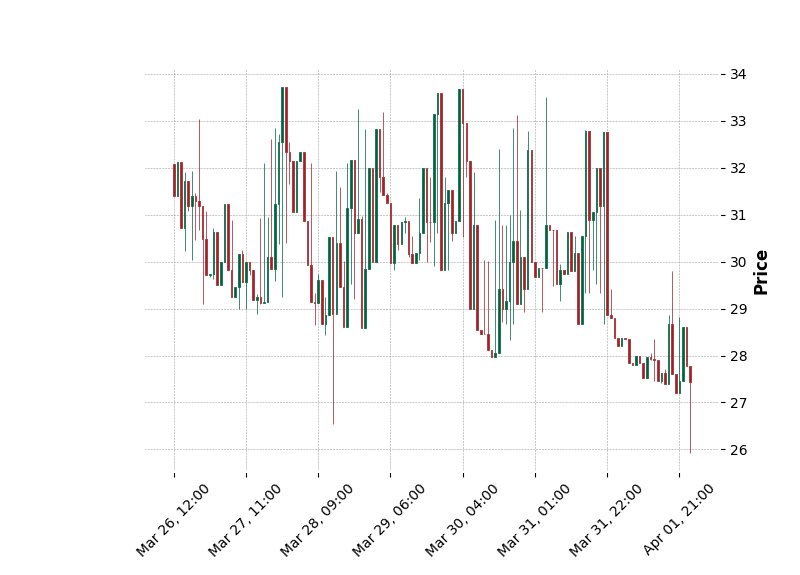 34
33
32
31
30
29
28
27
26
Price
Mar 26, 12:00
Mar 27, 11:00
Mar 28, 09:00
Mar 29, 06:00
Mar 30, 04:00
Mar 31, 01:00
Mar 31, 22:00
Apr 01, 21:00